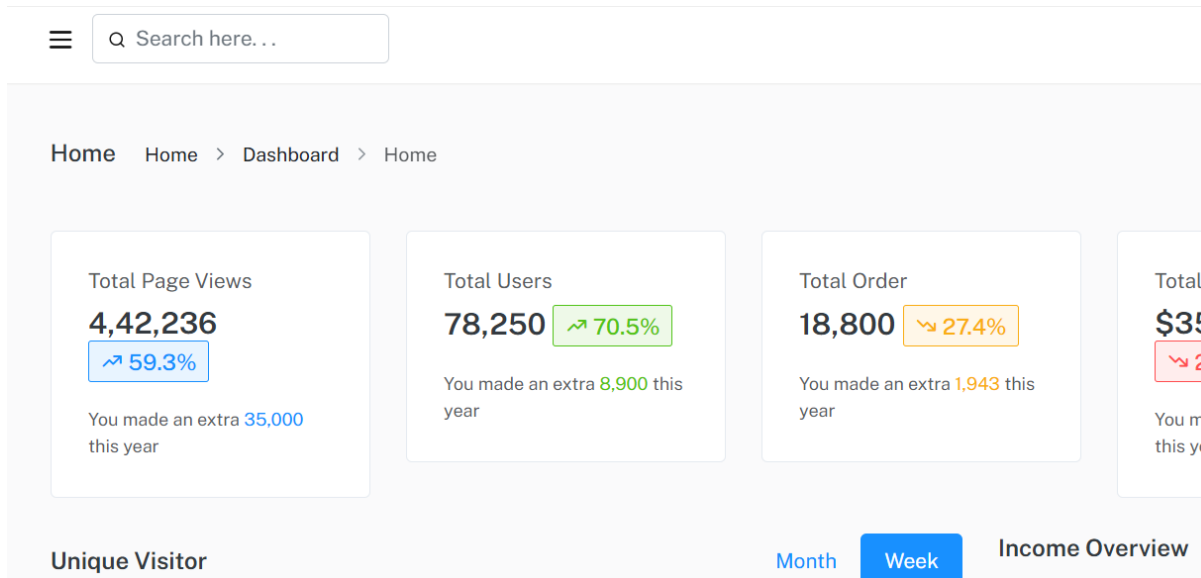 Search here. . .
Home Home > Dashboard > Home
Total Page Views
4,42,236
59.3%
You made an extra 35,000
this year
Total Users
78,250 70.5%
You made an extra 8,900 this
year
Total Order
18,800 27.4%
You made an extra 1,943 this
year
Total
$35
You m
this y
Unique Visitor
Month Week
Income Overview